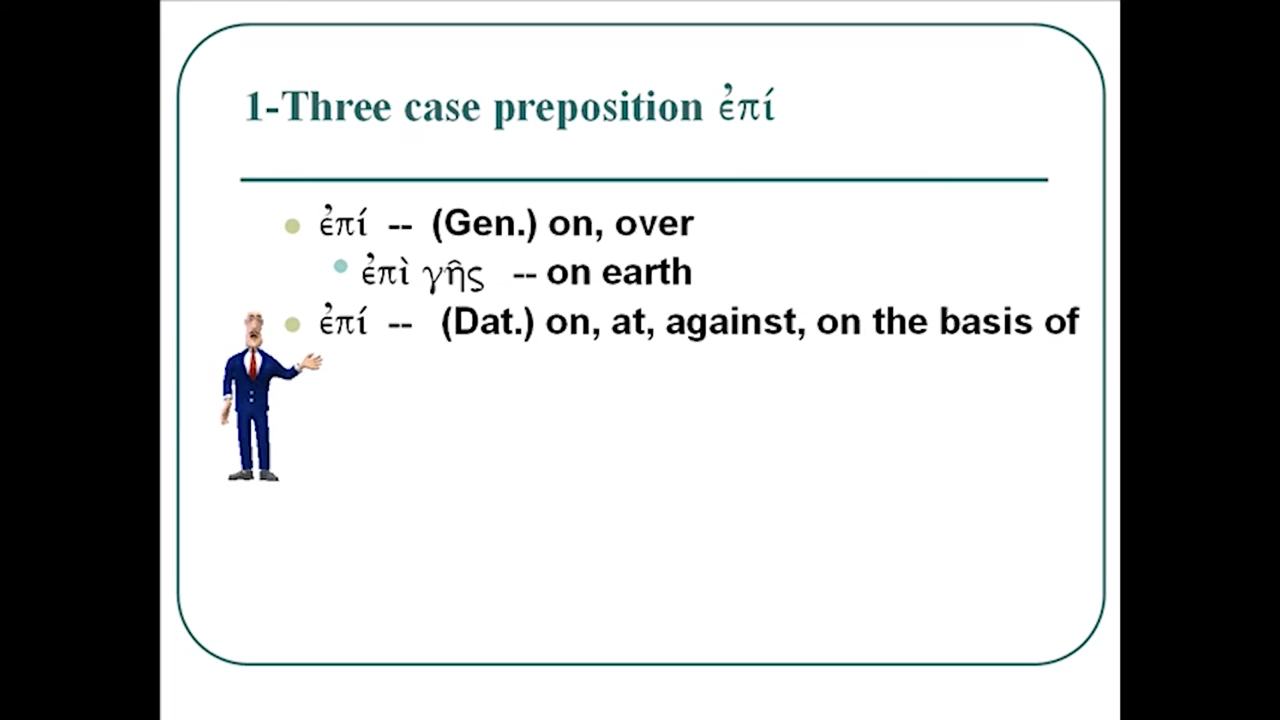 1-Three case preposition ἐπί
ἐπί -- (Gen.) on, over
ἐπὶ γῆς -- on earth
ἐπί -- (Dat.) on, at, against, on the basis of